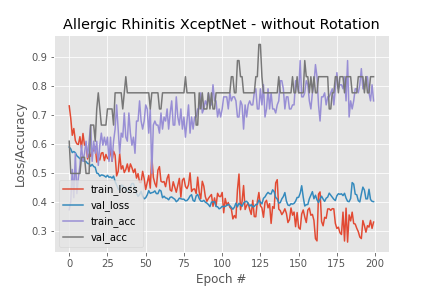 Allergic Rhinitis XceptNet - without Rotation
Loss/Accuracy
0.9
0.8
0.7
0.6
0.5
0.4
0.3
train_loss
val_loss
train_acc
val_acc
0 25 50 75 100 125 150 175 200
Epoch #